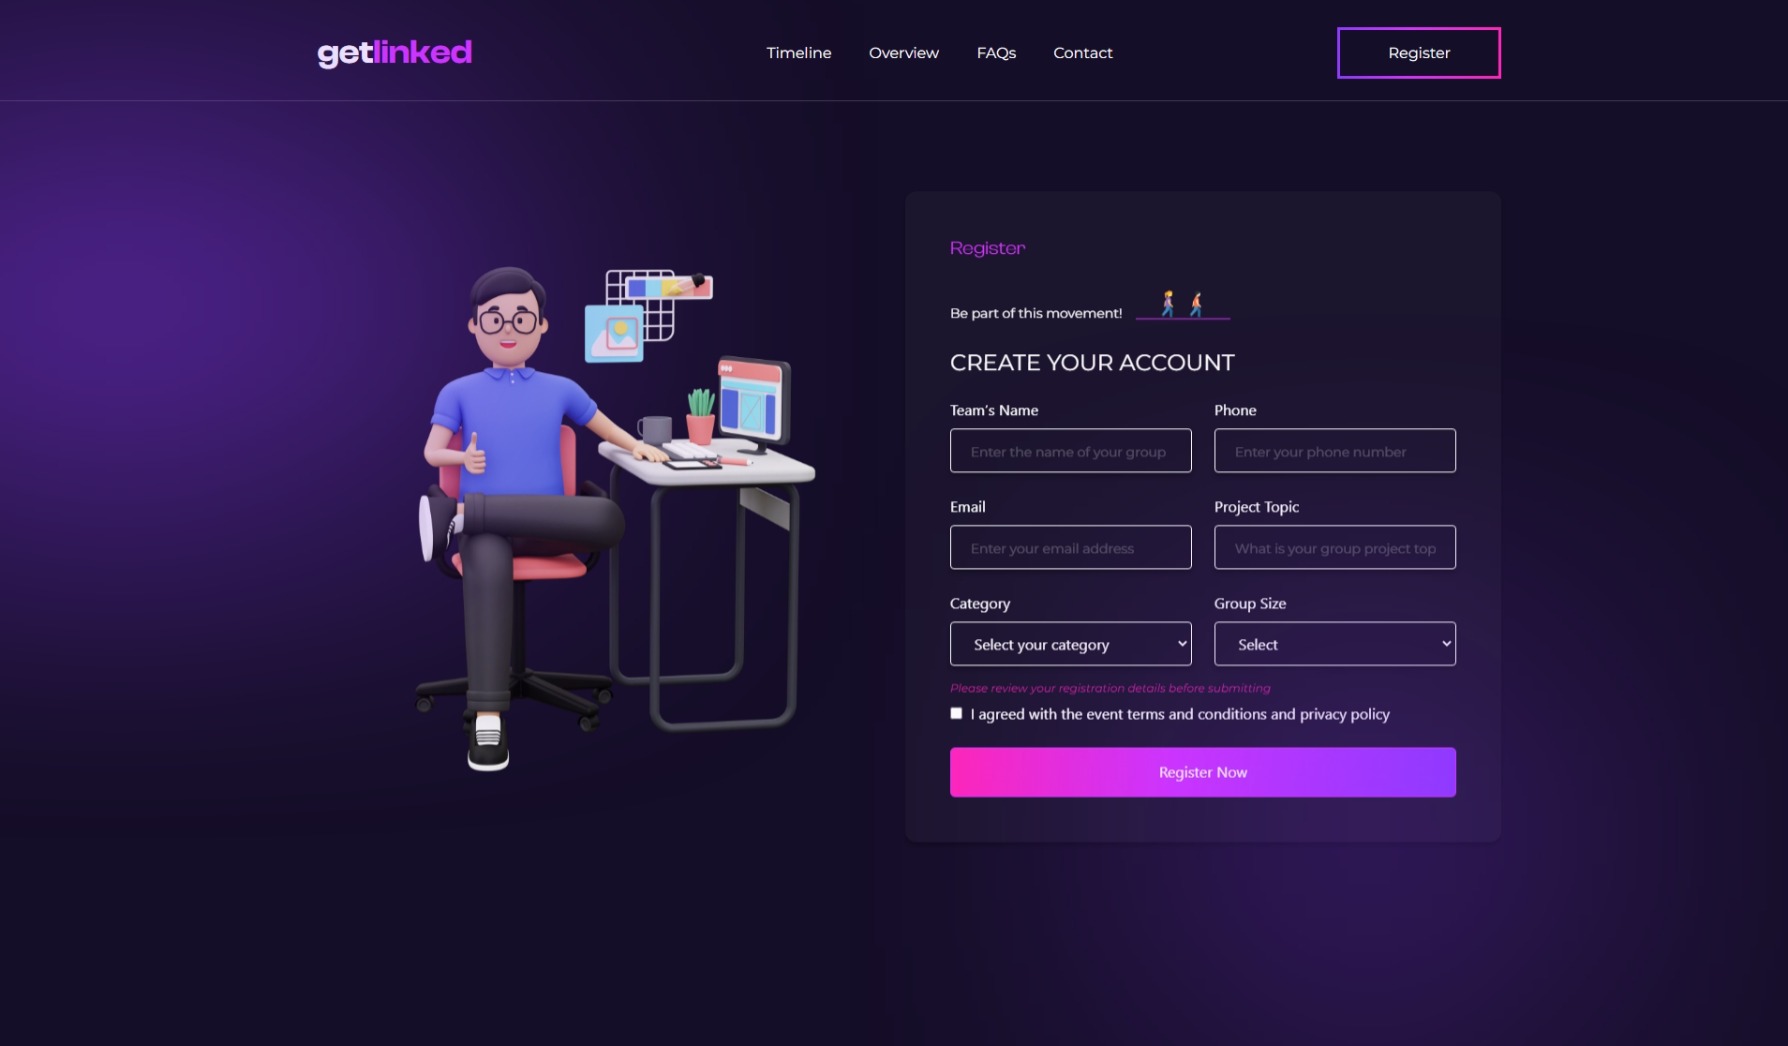 getlinked
Timeline Overview FAQs Contact Register
Register
Be part of this movement!
CREATE YOUR ACCOUNT
Team's Name Phone
Enter the name of your group Enter your phone number
Email Project Topic
Enter your email address What is your group project top
Category Group Size
Select your category Select
Please review your registration details before submitting
I agreed with the event terms and conditions and privacy policy
Register Now